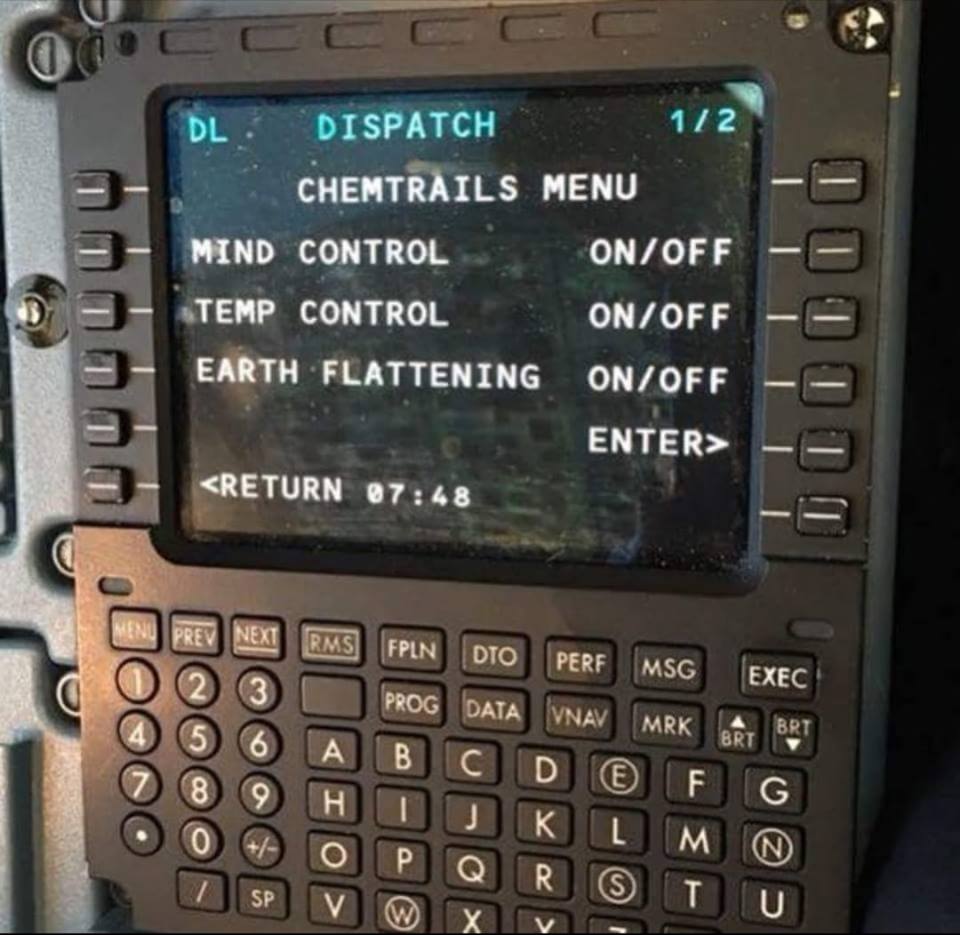 DL DISPATCH 1/2
CHEMTRAILS MENU
MIND CONTROL ON/OFF
TEMP CONTROL ON/OFF
EARTH FLATTENING ON/OFF
ENTER>
<RETURN 07:48
MENU PREV NEXT RMS FPLN DTO PERF MSG EXEC
1 2 3 PROG DATA VNAV MRK ▲ BRT BRT ▼
4 5 6 A B C D E F G
7 8 9 H I J K L M N
• 0 +/- O P Q R S T U
/ SP V W X Y Z